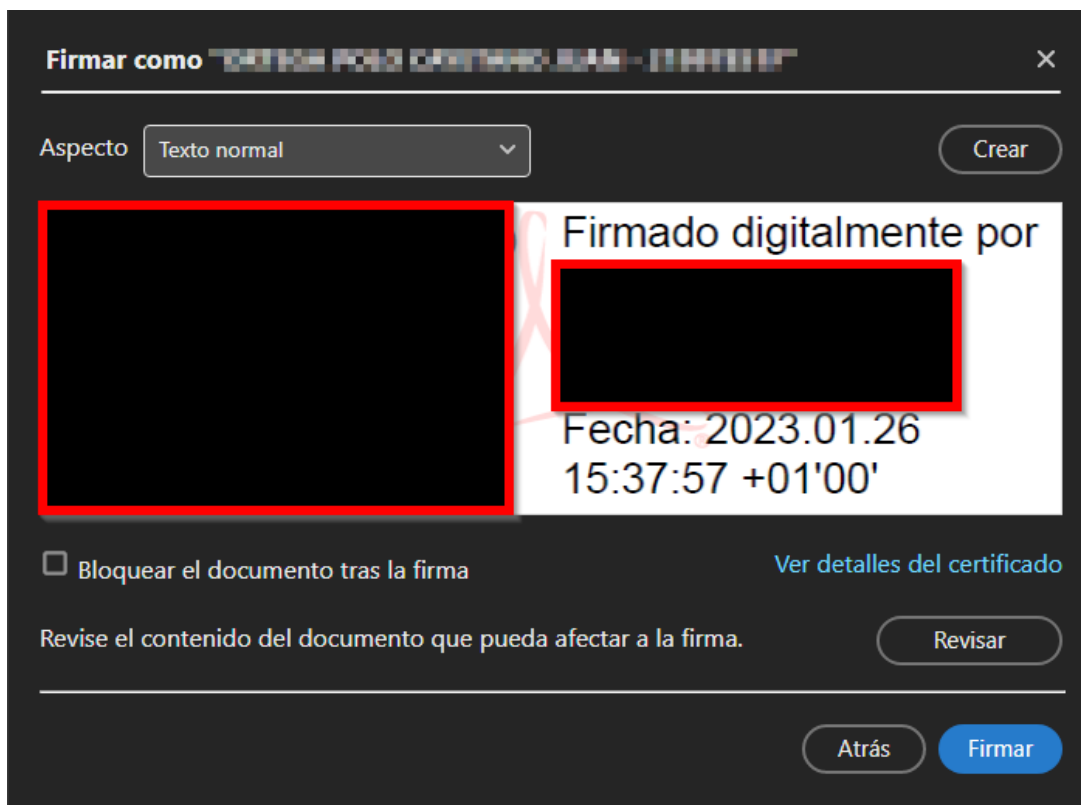 Firmar como
Aspecto Texto normal Crear
Firmado digitalmente por
Fecha: 2023.01.26
15:37:57 +01'00'
Bloquear el documento tras la firma
Ver detalles del certificado
Revise el contenido del documento que pueda afectar a la firma.
Revisar
Atrás
Firmar